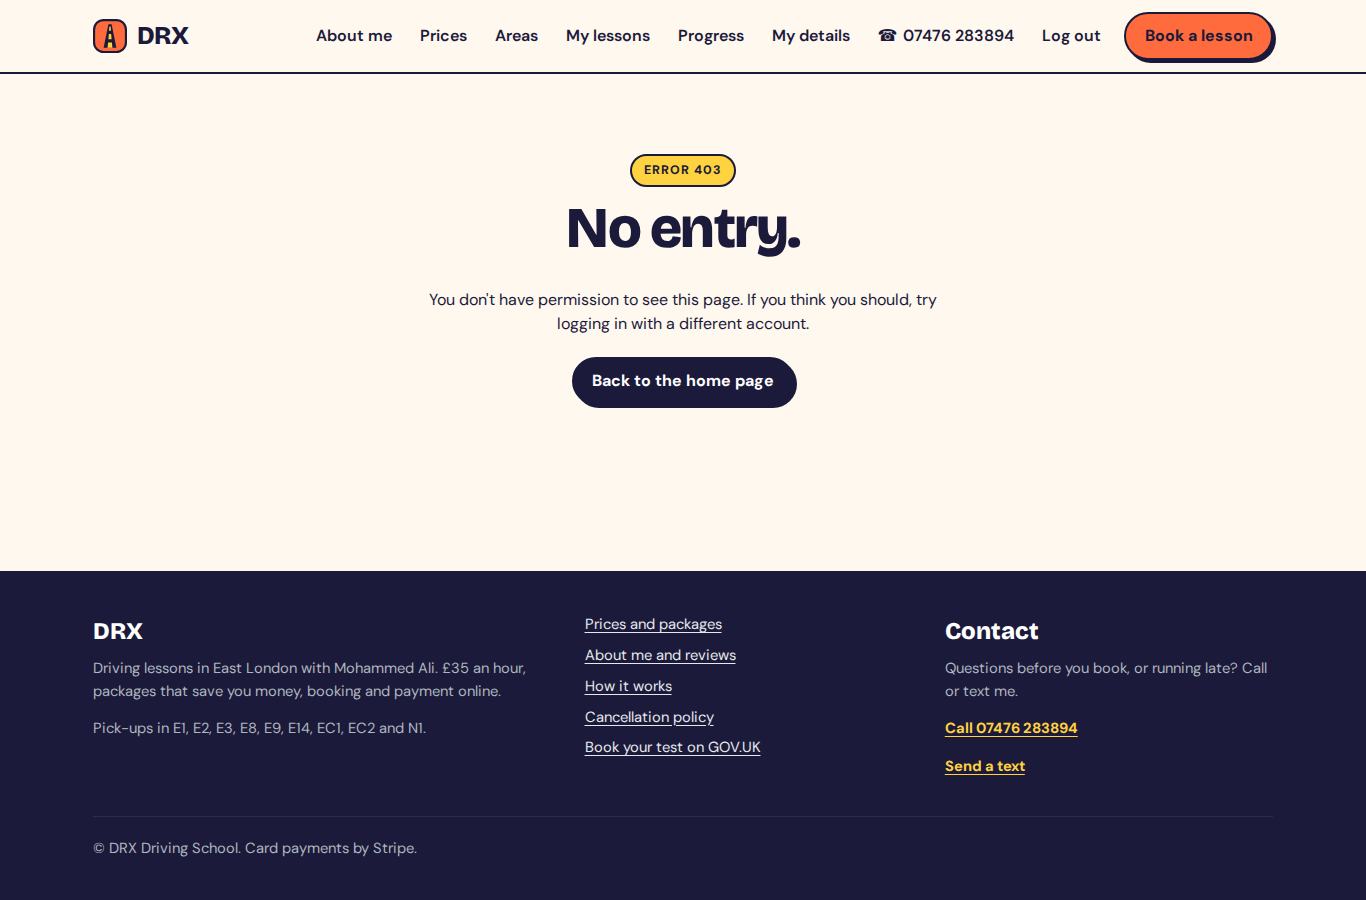 DRX
About me
Prices
Areas
My lessons
Progress
My details
☎ 07476 283894
Log out
Book a lesson
ERROR 403
No entry.
You don't have permission to see this page. If you think you should, try
logging in with a different account.
Back to the home page
DRX
Driving lessons in East London with Mohammed Ali. £35 an hour,
packages that save you money, booking and payment online.
Pick-ups in E1, E2, E3, E8, E9, E14, EC1, EC2 and N1.
Prices and packages
About me and reviews
How it works
Cancellation policy
Book your test on GOV.UK
Contact
Questions before you book, or running late? Call
or text me.
Call 07476 283894
Send a text
© DRX Driving School. Card payments by Stripe.